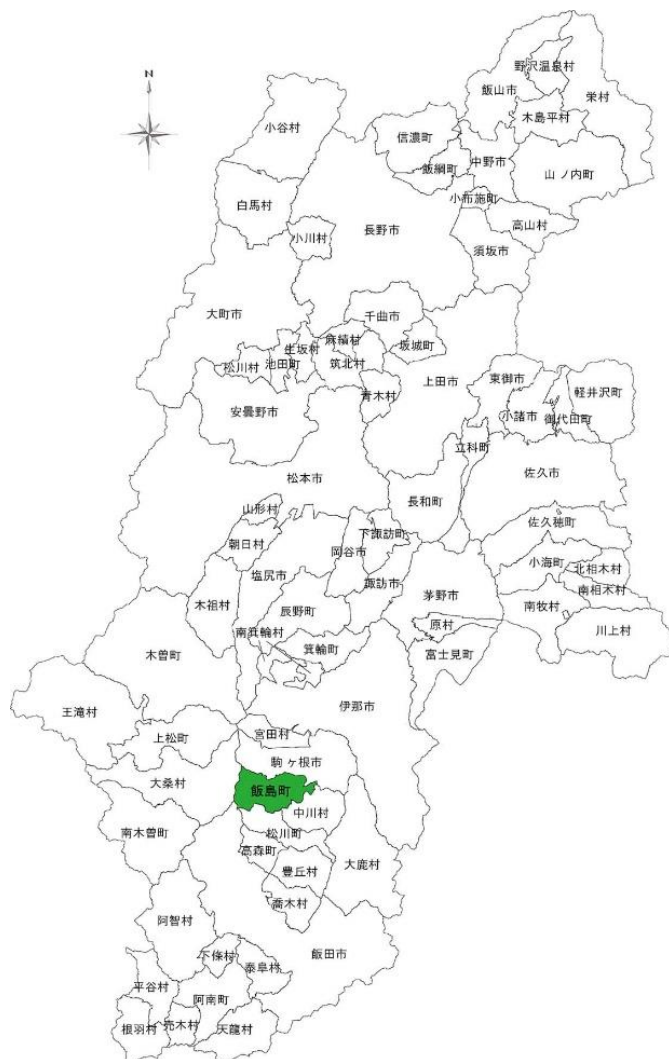 N
野沢温泉村
飯山市
栄村
木島平村
小谷村
信濃町
中野市
飯綱町
山ノ内町
小布施町
白馬村
高山村
小川村
長野市
須坂市
大町市
千曲市
麻績村
坂城町
生坂村
松川村
池田町
筑北村
上田市
東御市
青木村
軽井沢町
安曇野市
小諸市
御代田町
立科町
松本市
佐久市
長和町
山形村
佐久穂町
下諏訪町
朝日村
岡谷市
小海町
北相木村
塩尻市
諏訪市
茅野市
南相木村
木祖村
辰野町
南牧村
原村
川上村
南箕輪村
箕輪町
富士見町
木曽町
伊那市
王滝村
宮田村
上松町
駒ヶ根市
大桑村
飯島町
中川村
南木曽町
松川町
高森町
大鹿村
豊丘村
喬木村
阿智村
飯田市
下條村
泰阜村
平谷村
阿南町
根羽村
売木村
天龍村